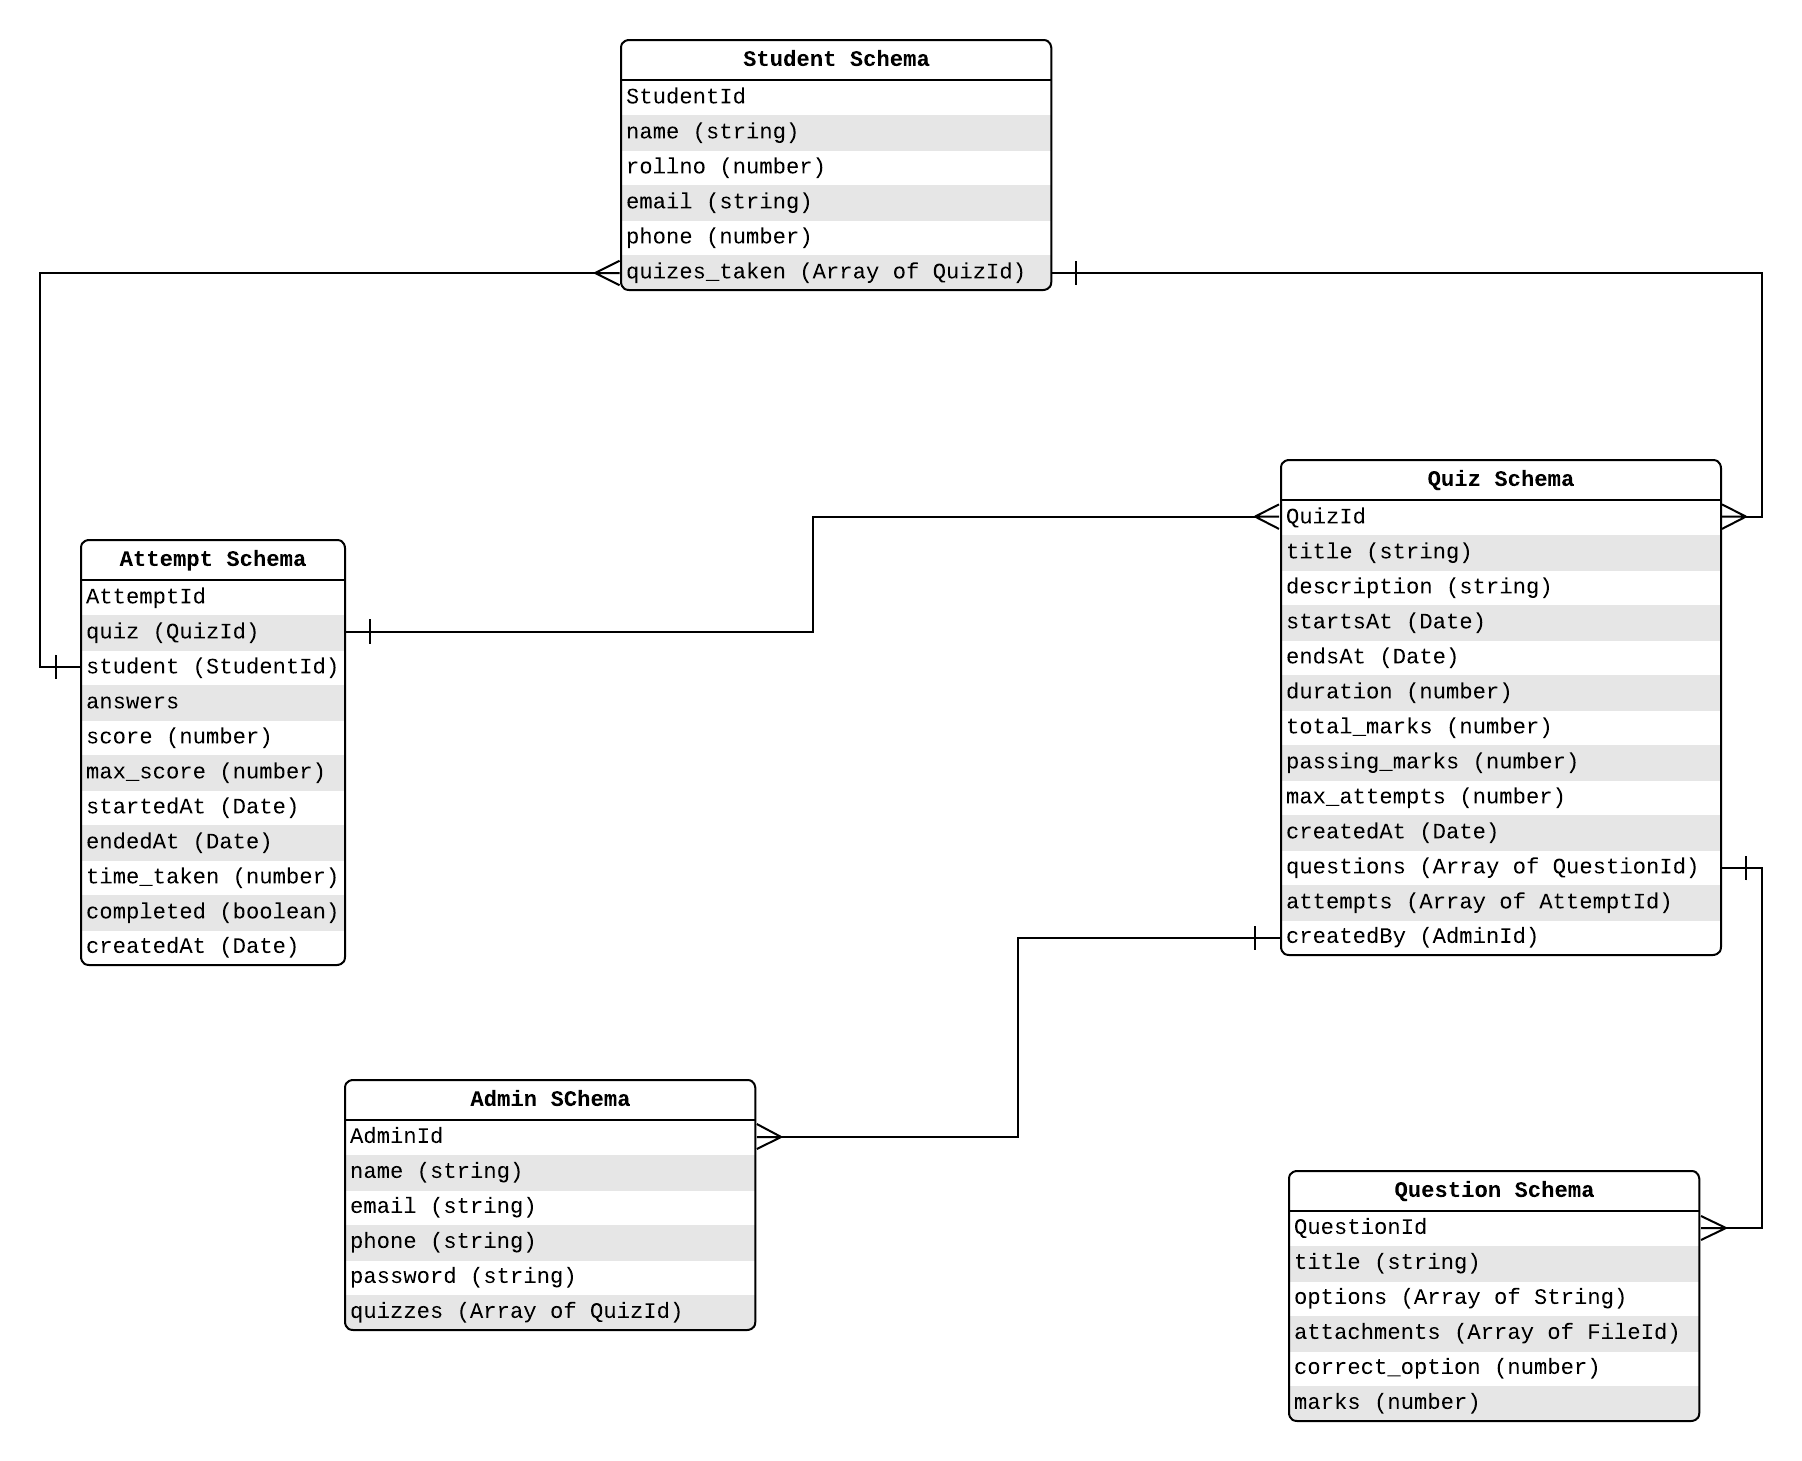 Student Schema
StudentId
name (string)
rollno (number)
email (string)
phone (number)
quizes_taken (Array of QuizId)
Quiz Schema
QuizId
title (string)
description (string)
startsAt (Date)
endsAt (Date)
duration (number)
total_marks (number)
passing_marks (number)
max_attempts (number)
createdAt (Date)
questions (Array of QuestionId)
attempts (Array of AttemptId)
createdBy (AdminId)
Attempt Schema
AttemptId
quiz (QuizId)
student (StudentId)
answers
score (number)
max_score (number)
startedAt (Date)
endedAt (Date)
time_taken (number)
completed (boolean)
createdAt (Date)
Admin SChema
AdminId
name (string)
email (string)
phone (string)
password (string)
quizzes (Array of QuizId)
Question Schema
QuestionId
title (string)
options (Array of String)
attachments (Array of FileId)
correct_option (number)
marks (number)